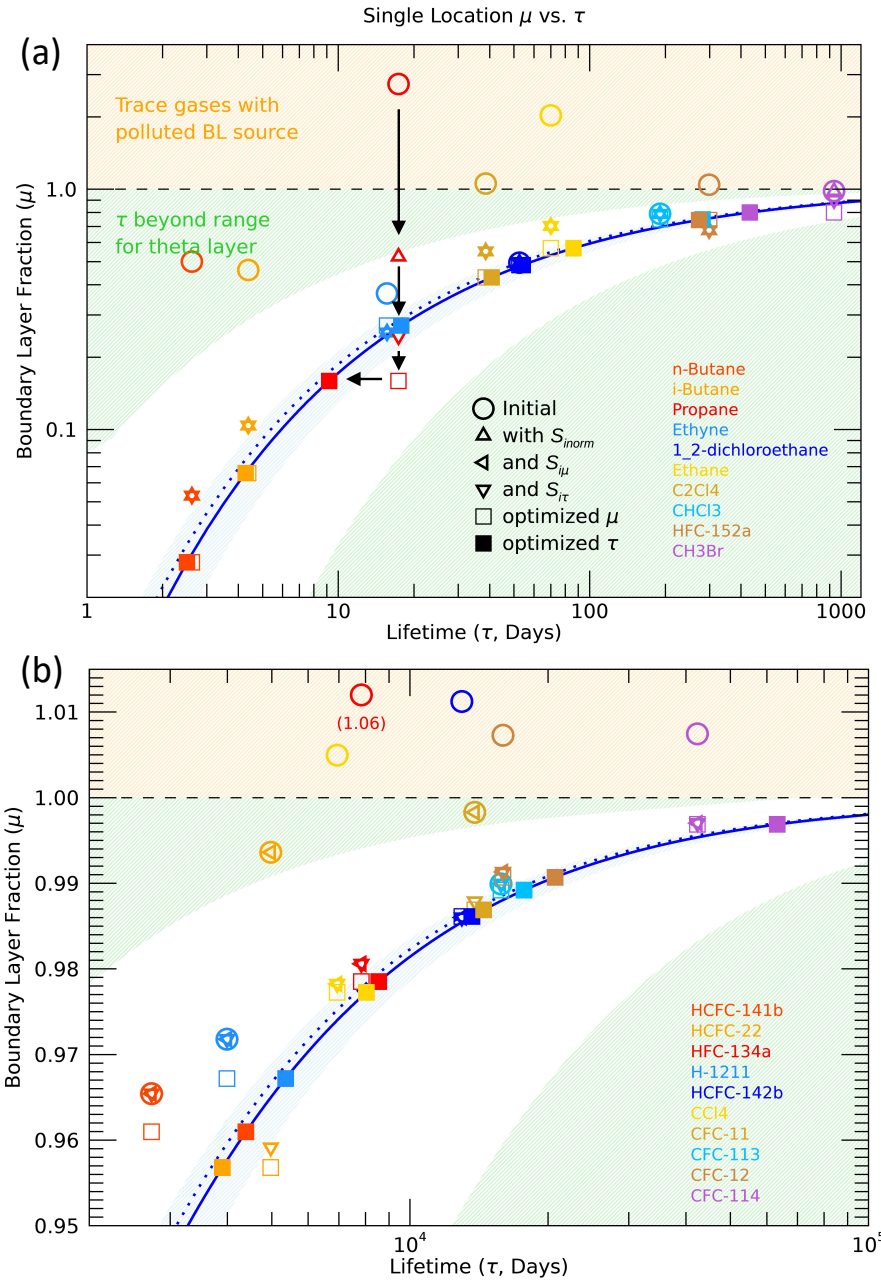 Single Location μ vs. τ
(a)
Trace gases with
polluted BL source
τ beyond range
for theta layer
Boundary Layer Fraction (μ)
1.0
0.1
Initial
with S_inorm
and S_iμ
and S_iτ
optimized μ
optimized τ
n-Butane
i-Butane
Propane
Ethyne
1_2-dichloroethane
Ethane
C2Cl4
CHCl3
HFC-152a
CH3Br
1
10
100
1000
Lifetime (τ, Days)
(b)
(1.06)
Boundary Layer Fraction (μ)
1.01
1.00
0.99
0.98
0.97
0.96
0.95
HCFC-141b
HCFC-22
HFC-134a
H-1211
HCFC-142b
CCl4
CFC-11
CFC-113
CFC-12
CFC-114
10⁴
10⁵
Lifetime (τ, Days)